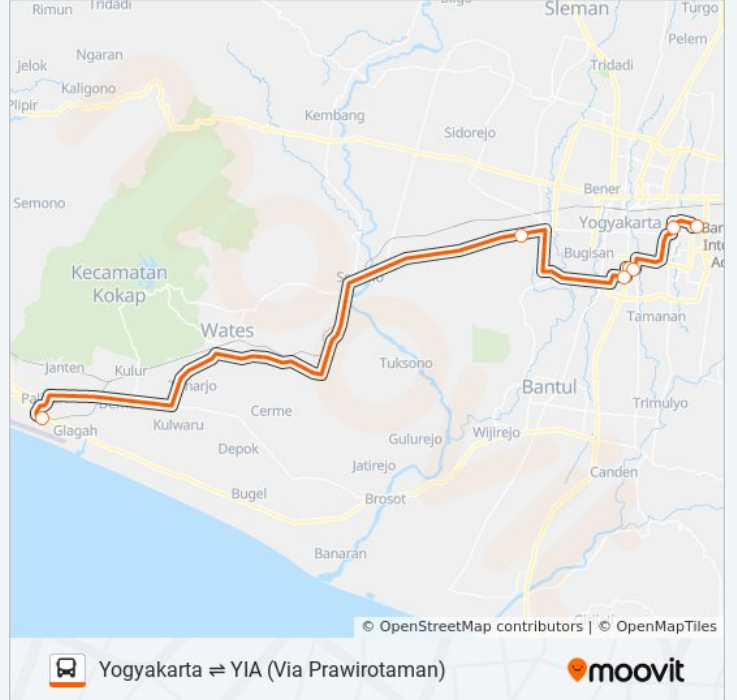 Rimun
Tridadi
Bligo
Sleman
Turgo
Ngaran
Pelem
Jelok
Tridadi
Kaligono
Plipir
Kembang
Sidorejo
Semono
Bener
Yogyakarta
Bugisan
Kecamatan
Kokap
Tamanan
Wates
Janten
Kulur
Tuksono
Bantul
Trimulyo
Cerme
Kulwaru
Glagah
Gulurejo
Wijirejo
Depok
Jatirejo
Canden
Bugel
Brosot
Banaran
© OpenStreetMap contributors | © OpenMapTiles
Yogyakarta ⇌ YIA (Via Prawirotaman)
moovit